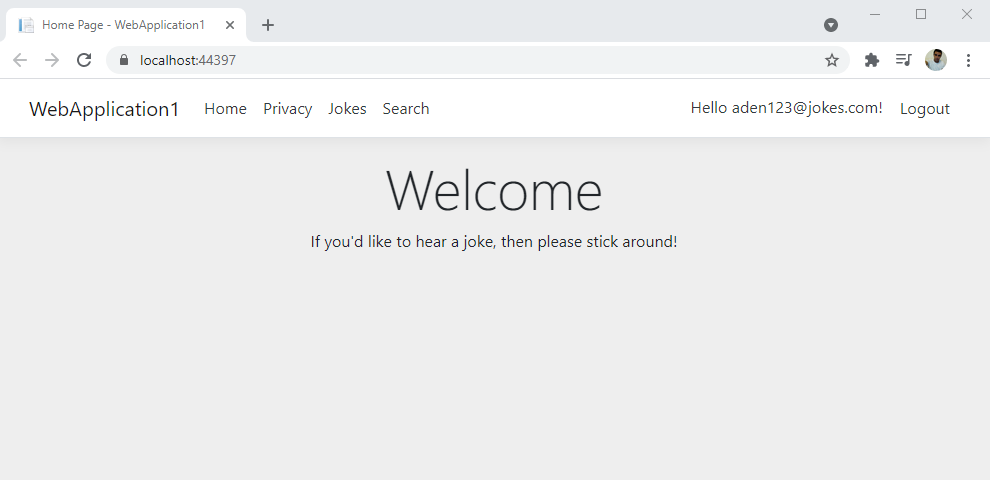 Home Page - WebApplication1
localhost:44397
WebApplication1 Home Privacy Jokes Search Hello aden123@jokes.com! Logout
Welcome
If you'd like to hear a joke, then please stick around!